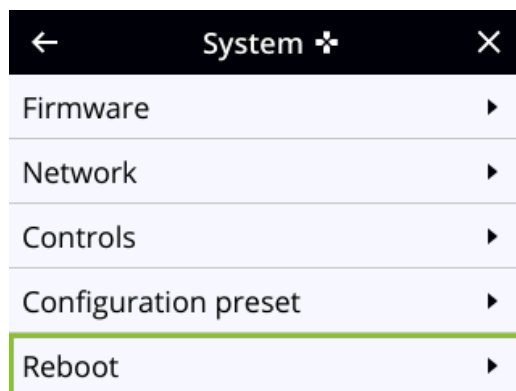 System
Firmware
Network
Controls
Configuration preset
Reboot